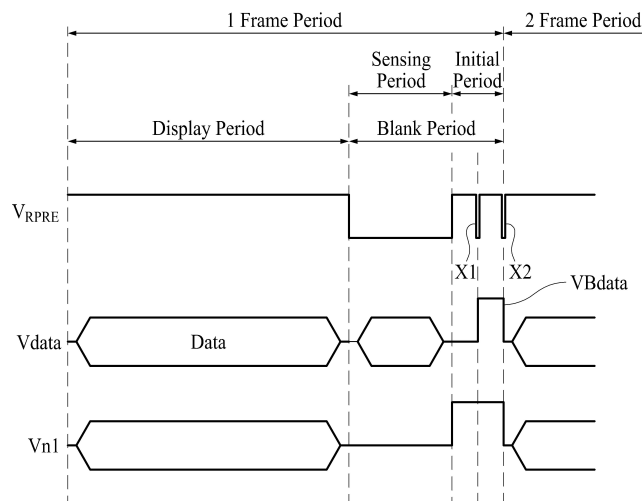 1 Frame Period
2 Frame Period
Sensing
Period
Initial
Period
Display Period
Blank Period
VRPRE
X1
X2
VBdata
Vdata
Data
Vn1